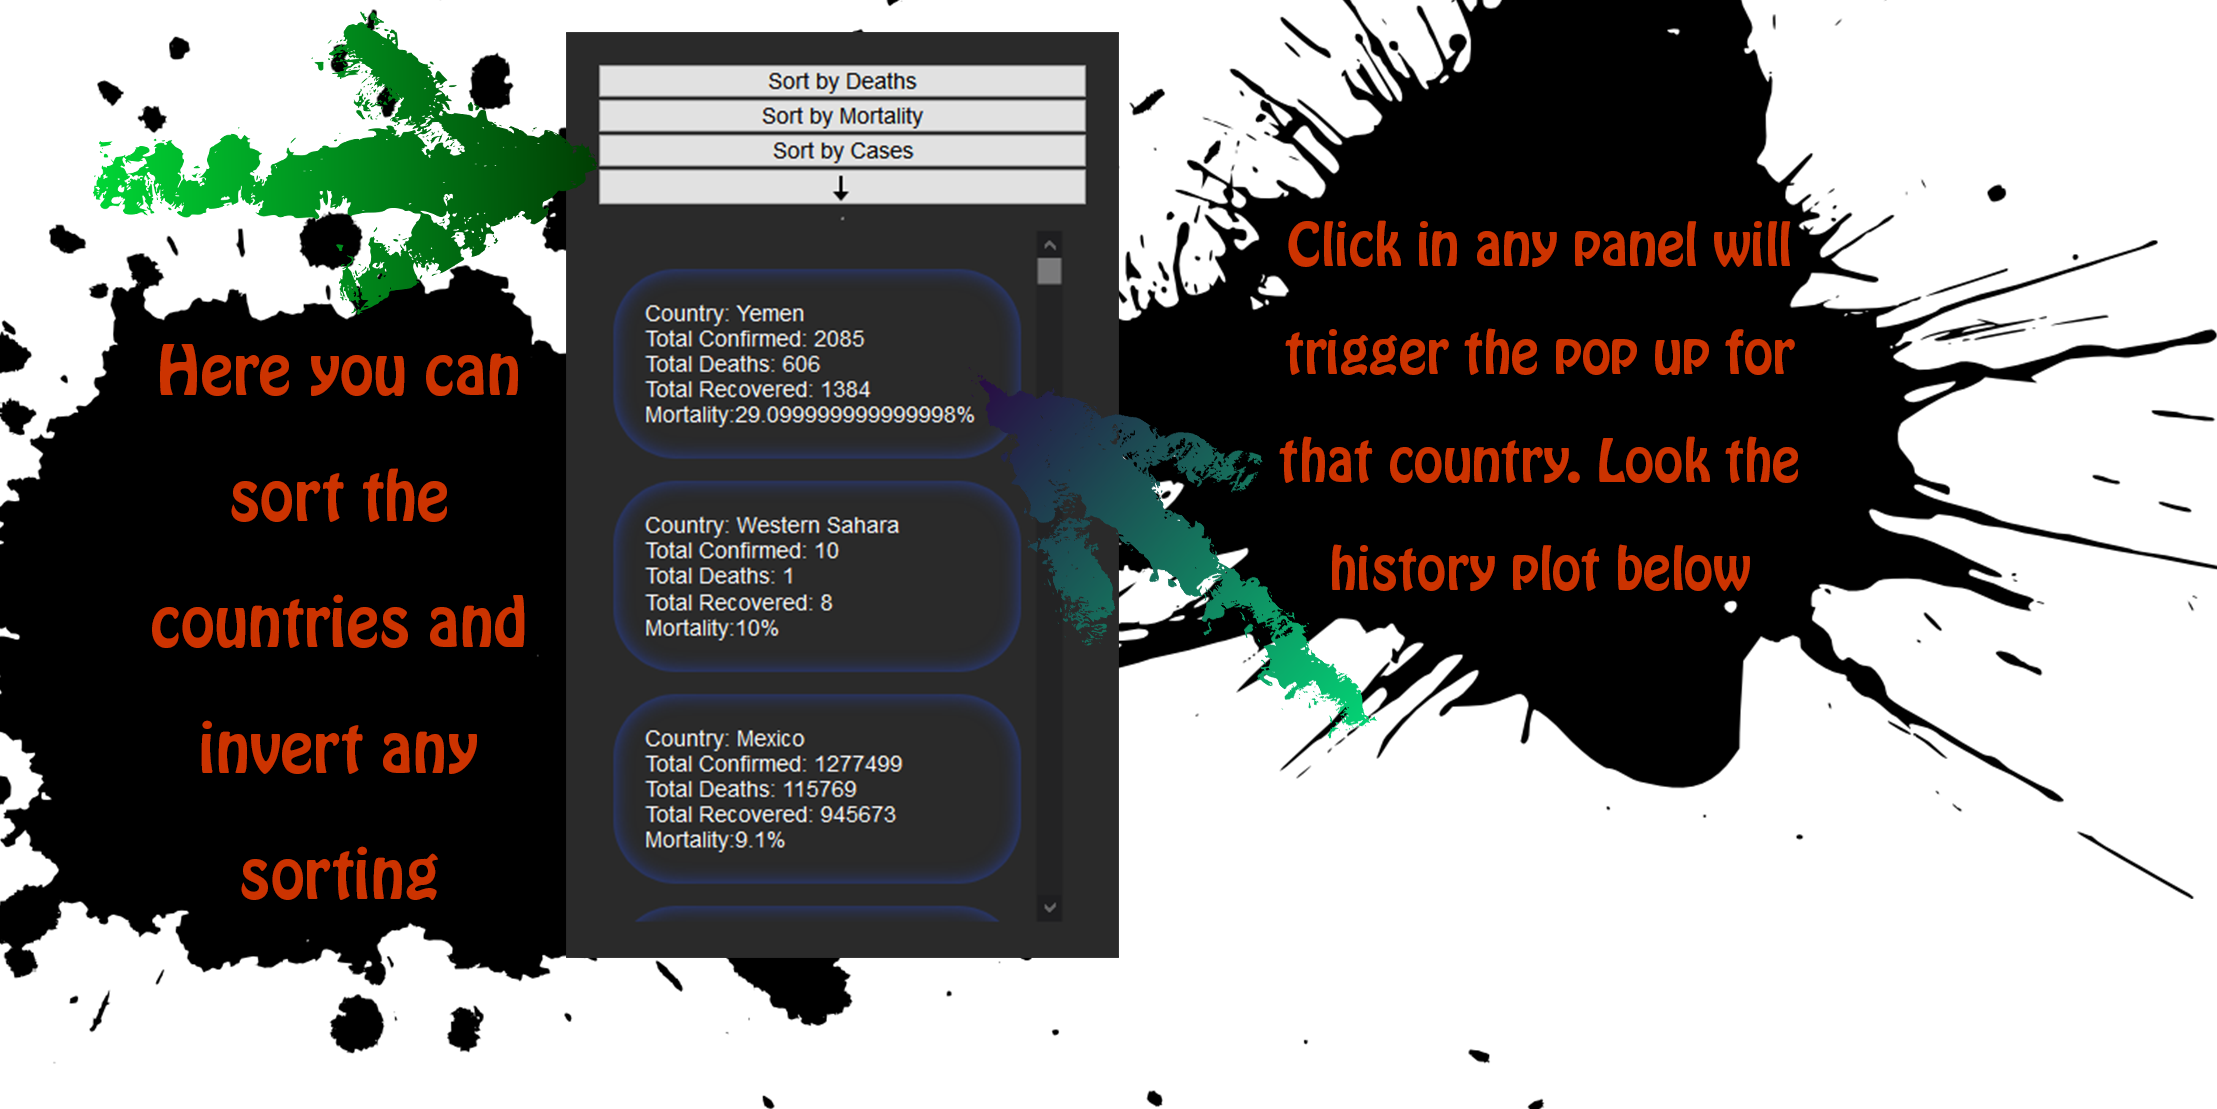 Here you can
sort the
countries and
invert any
sorting
Sort by Deaths
Sort by Mortality
Sort by Cases
↓
Country: Yemen
Total Confirmed: 2085
Total Deaths: 606
Total Recovered: 1384
Mortality:29.099999999999998%
Country: Western Sahara
Total Confirmed: 10
Total Deaths: 1
Total Recovered: 8
Mortality:10%
Country: Mexico
Total Confirmed: 1277499
Total Deaths: 115769
Total Recovered: 945673
Mortality:9.1%
Click in any panel will
trigger the pop up for
that country. Look the
history plot below